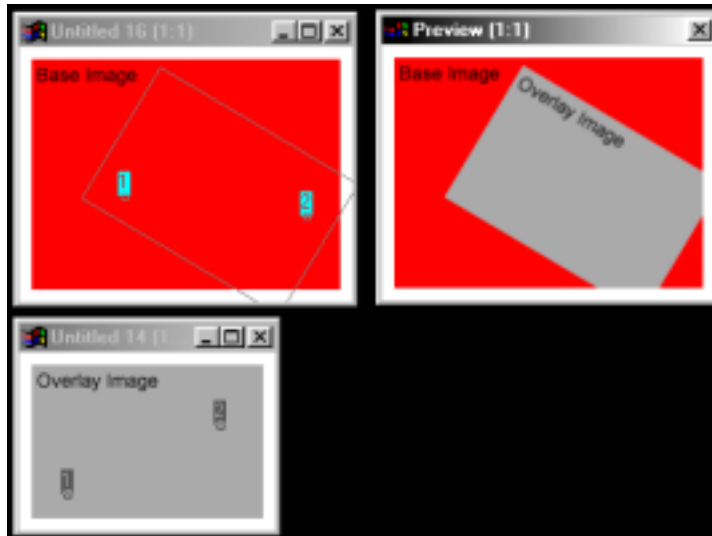 Untitled 16 (1:1)
Base Image
1
2
Preview (1:1)
Base Image
Overlay Image
Untitled 14 (1
Overlay Image
2
1